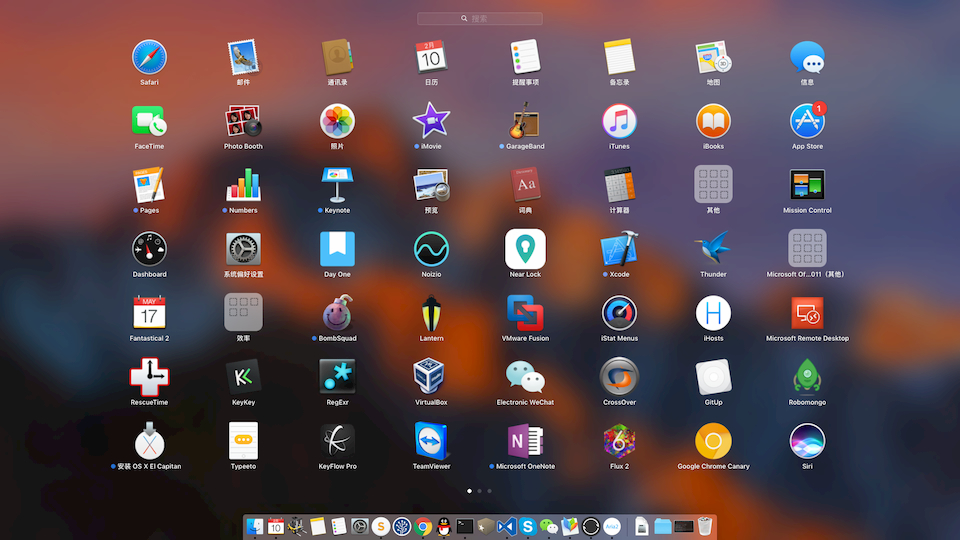 搜索
Safari
邮件
通讯录
2月
10
日历
提醒事项
备忘录
3D
地图
信息
FaceTime
Photo Booth
照片
iMovie
GarageBand
iTunes
iBooks
1
App Store
Pages
Numbers
Keynote
预览
Aa
词典
计算器
其他
Mission Control
Dashboard
系统偏好设置
Day One
Noizio
Near Lock
Xcode
Thunder
Microsoft Of...011（其他）
MAY
17
Fantastical 2
效率
BombSquad
Lantern
VMware Fusion
iStat Menus
H
iHosts
Microsoft Remote Desktop
RescueTime
KeyKey
RegExr
VirtualBox
Electronic WeChat
CrossOver
GitUp
Robomongo
X
安装 OS X El Capitan
Typeeto
KeyFlow Pro
TeamViewer
N
Microsoft OneNote
6
Flux 2
Google Chrome Canary
Siri
10
S
S
Aria2